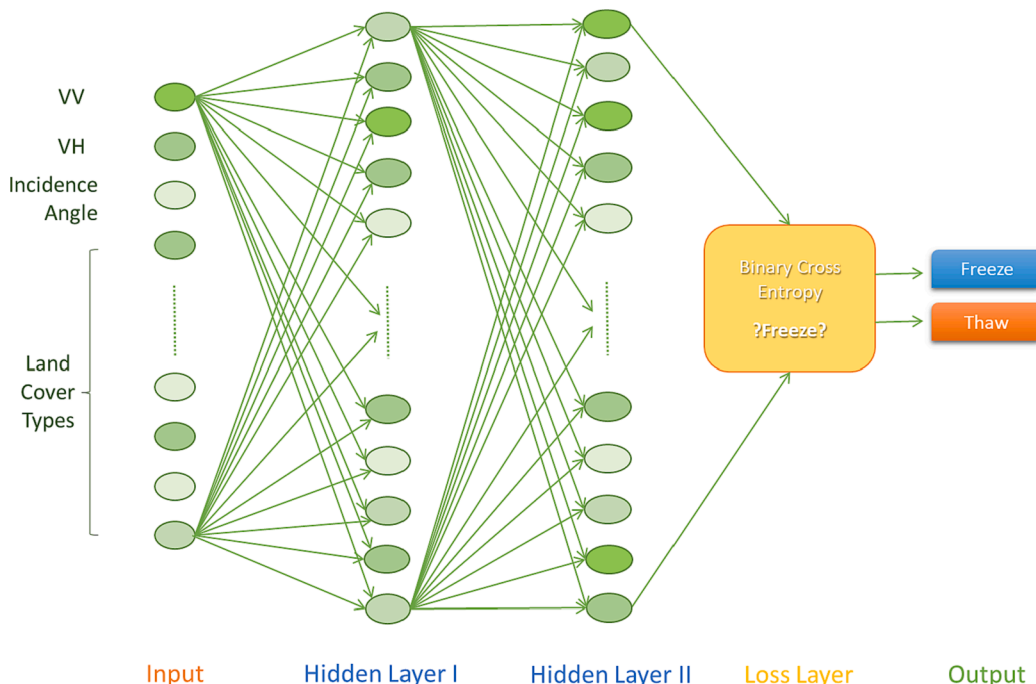 VV
VH
Incidence
Angle
Land
Cover
Types
Binary Cross
Entropy
?Freeze?
Freeze
Thaw
Input
Hidden Layer I
Hidden Layer II
Loss Layer
Output